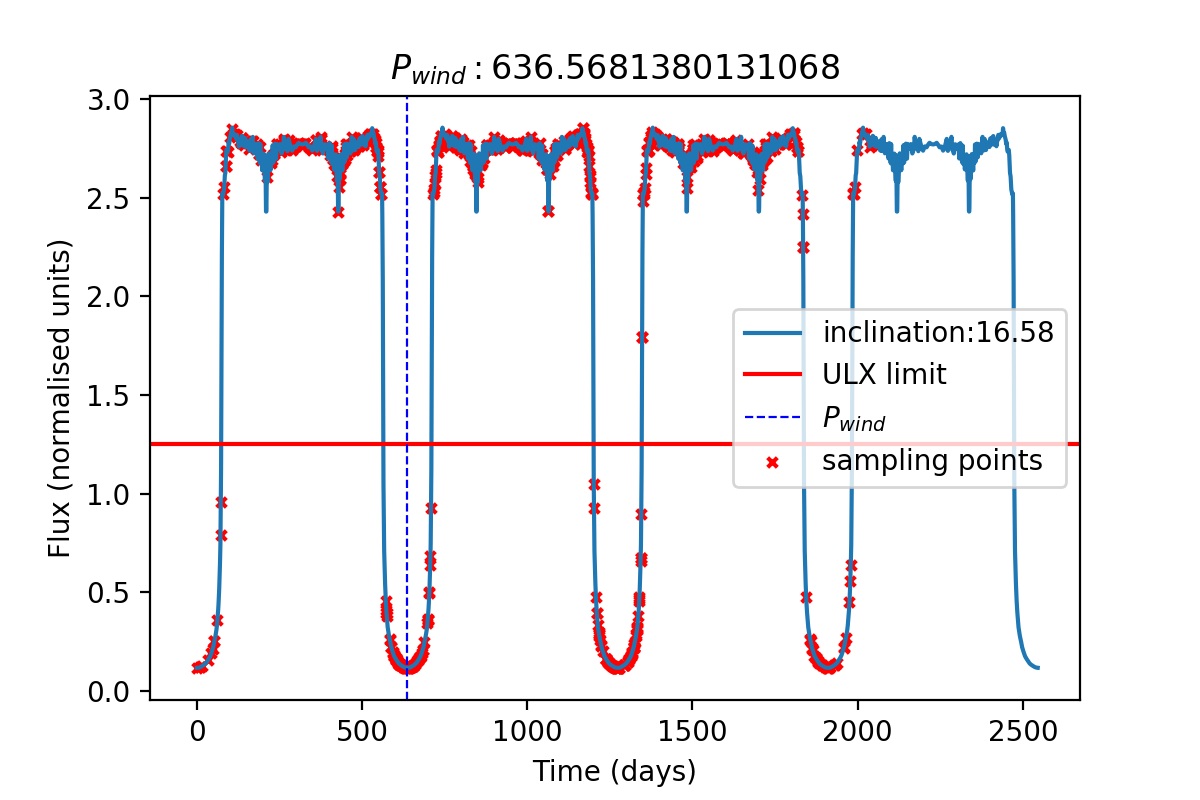 P_wind : 636.5681380131068
Flux (normalised units)
3.0
2.5
2.0
1.5
1.0
0.5
0.0
inclination:16.58
ULX limit
P_wind
sampling points
0 500 1000 1500 2000 2500
Time (days)